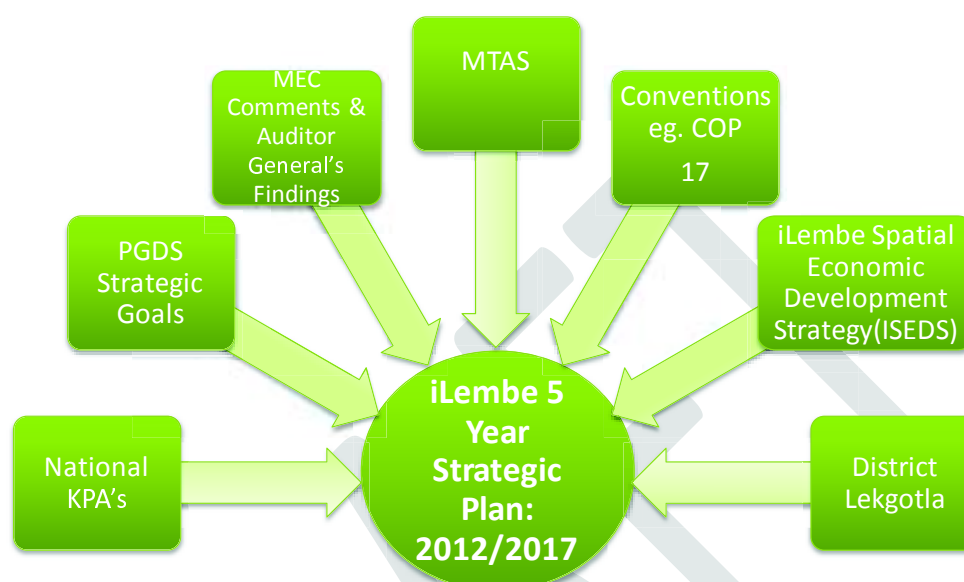 MTAS
MEC
Comments &
Auditor
General's
Findings
Conventions
eg. COP
17
PGDS
Strategic
Goals
iLembe Spatial
Economic
Development
Strategy(ISEDS)
National
KPA's
District
Lekgotla
iLembe 5
Year
Strategic
Plan:
2012/2017